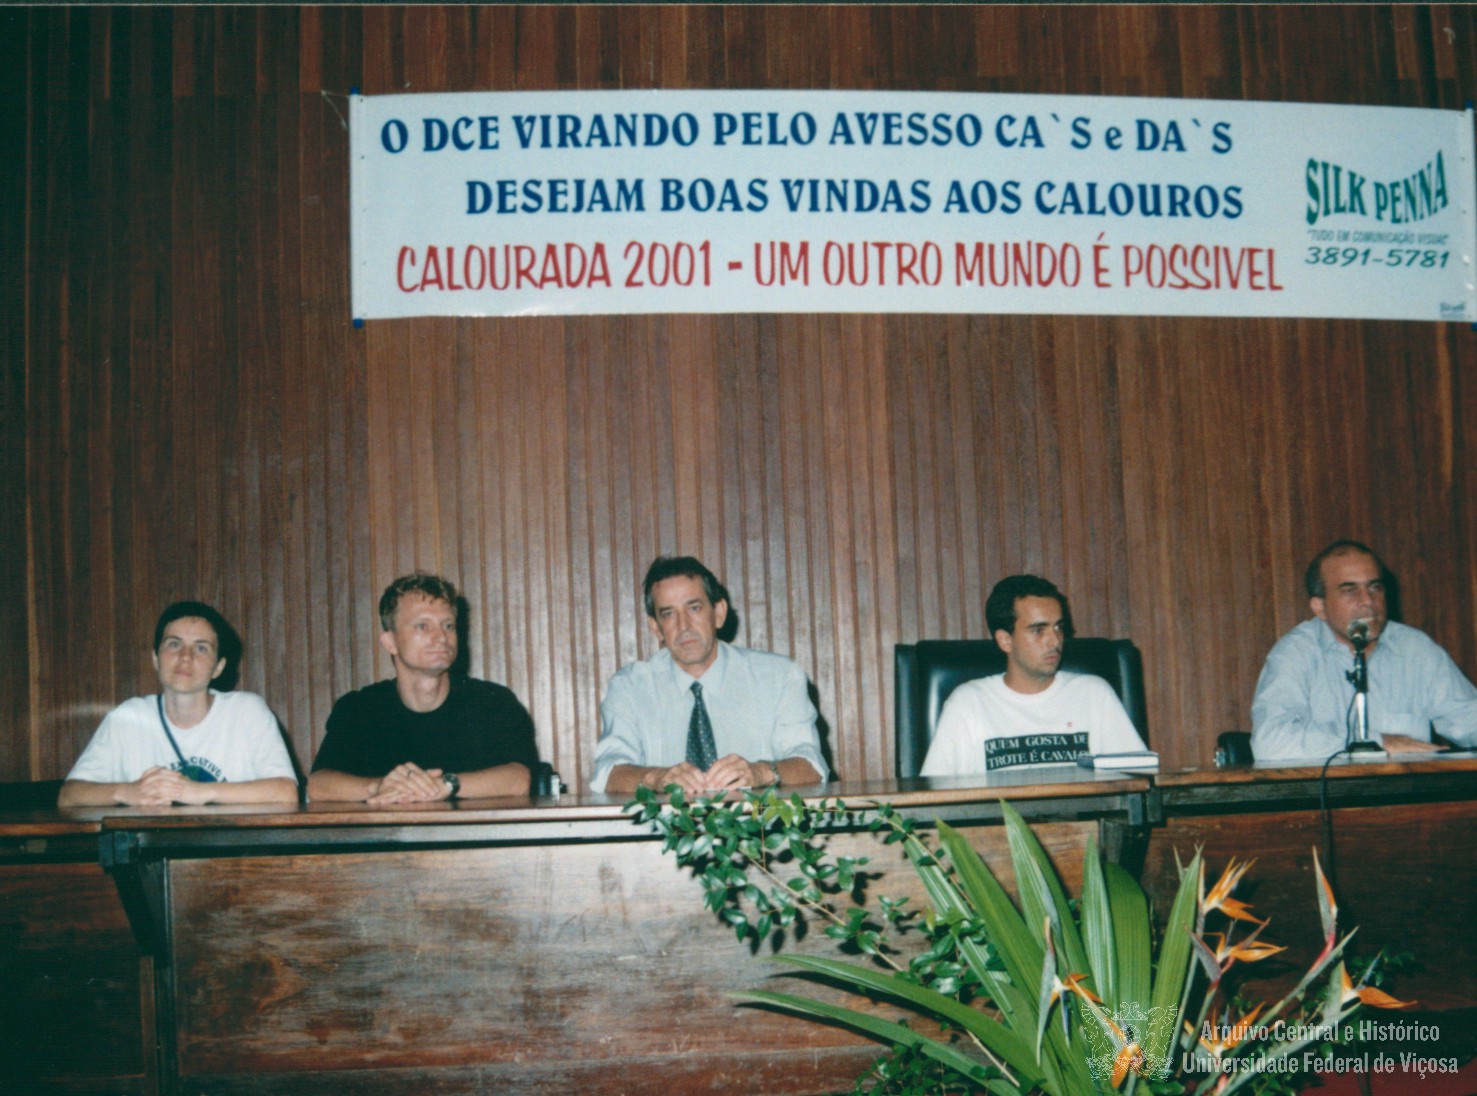 O DCE VIRANDO PELO AVESSO CA`S e DA`S
DESEJAM BOAS VINDAS AOS CALOUROS
CALOURADA 2001 - UM OUTRO MUNDO É POSSIVEL
SILK PENNA
"TUDO EM COMUNICAÇÃO VISUAL"
3891-5781
QUEM GOSTA DE
TROTE É CAVALO
Arquivo Central e Histórico
Universidade Federal de Viçosa